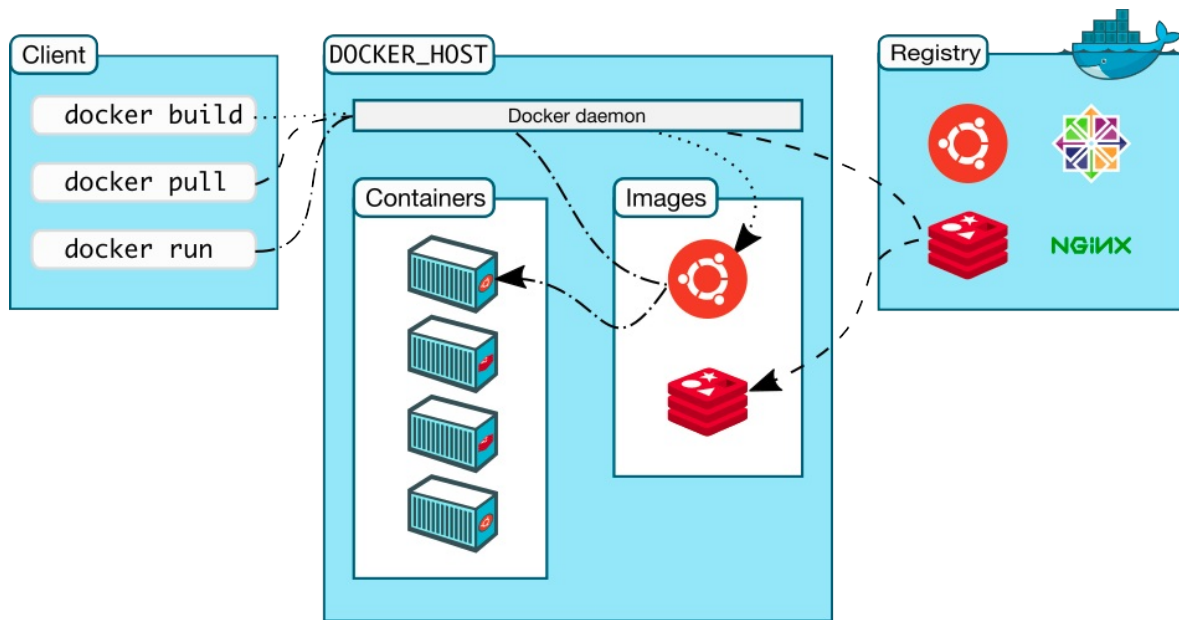 Client
docker build
docker pull
docker run
DOCKER_HOST
Docker daemon
Containers
Images
Registry
NGiNX